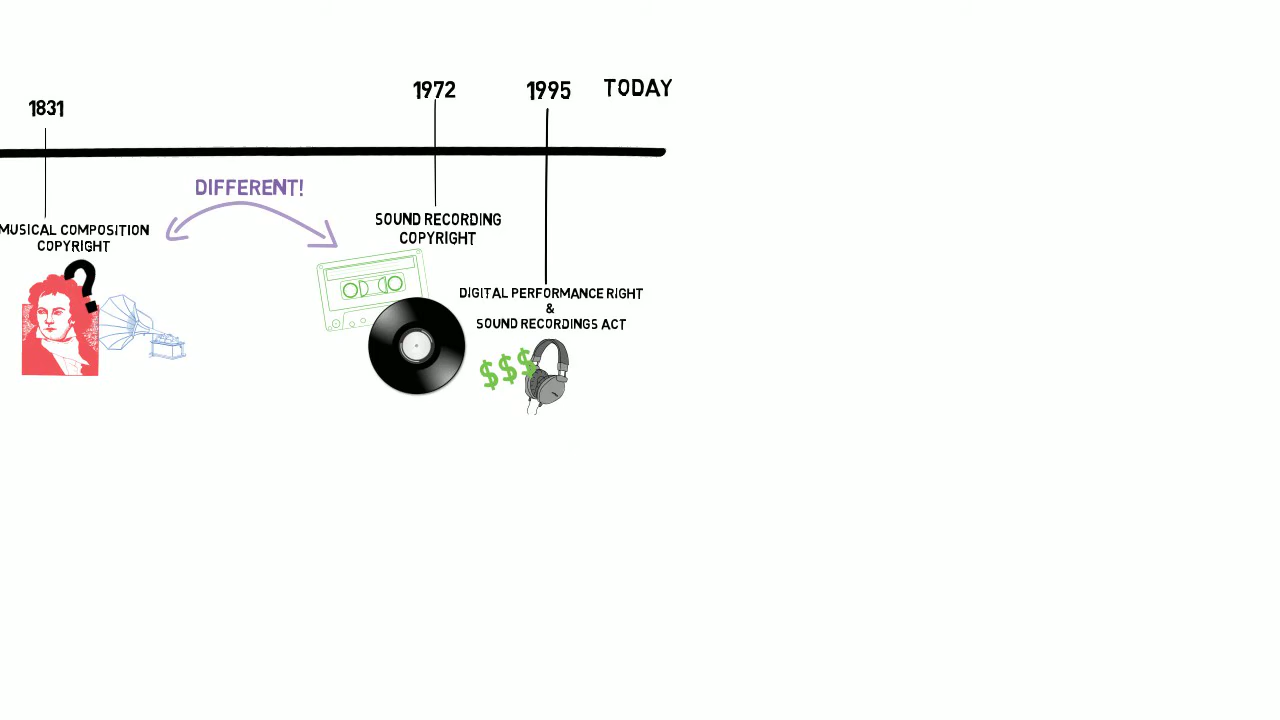 1831
1972
1995
TODAY
DIFFERENT!
MUSICAL COMPOSITION
COPYRIGHT
?
SOUND RECORDING
COPYRIGHT
DIGITAL PERFORMANCE RIGHT
&
SOUND RECORDINGS ACT
$$$